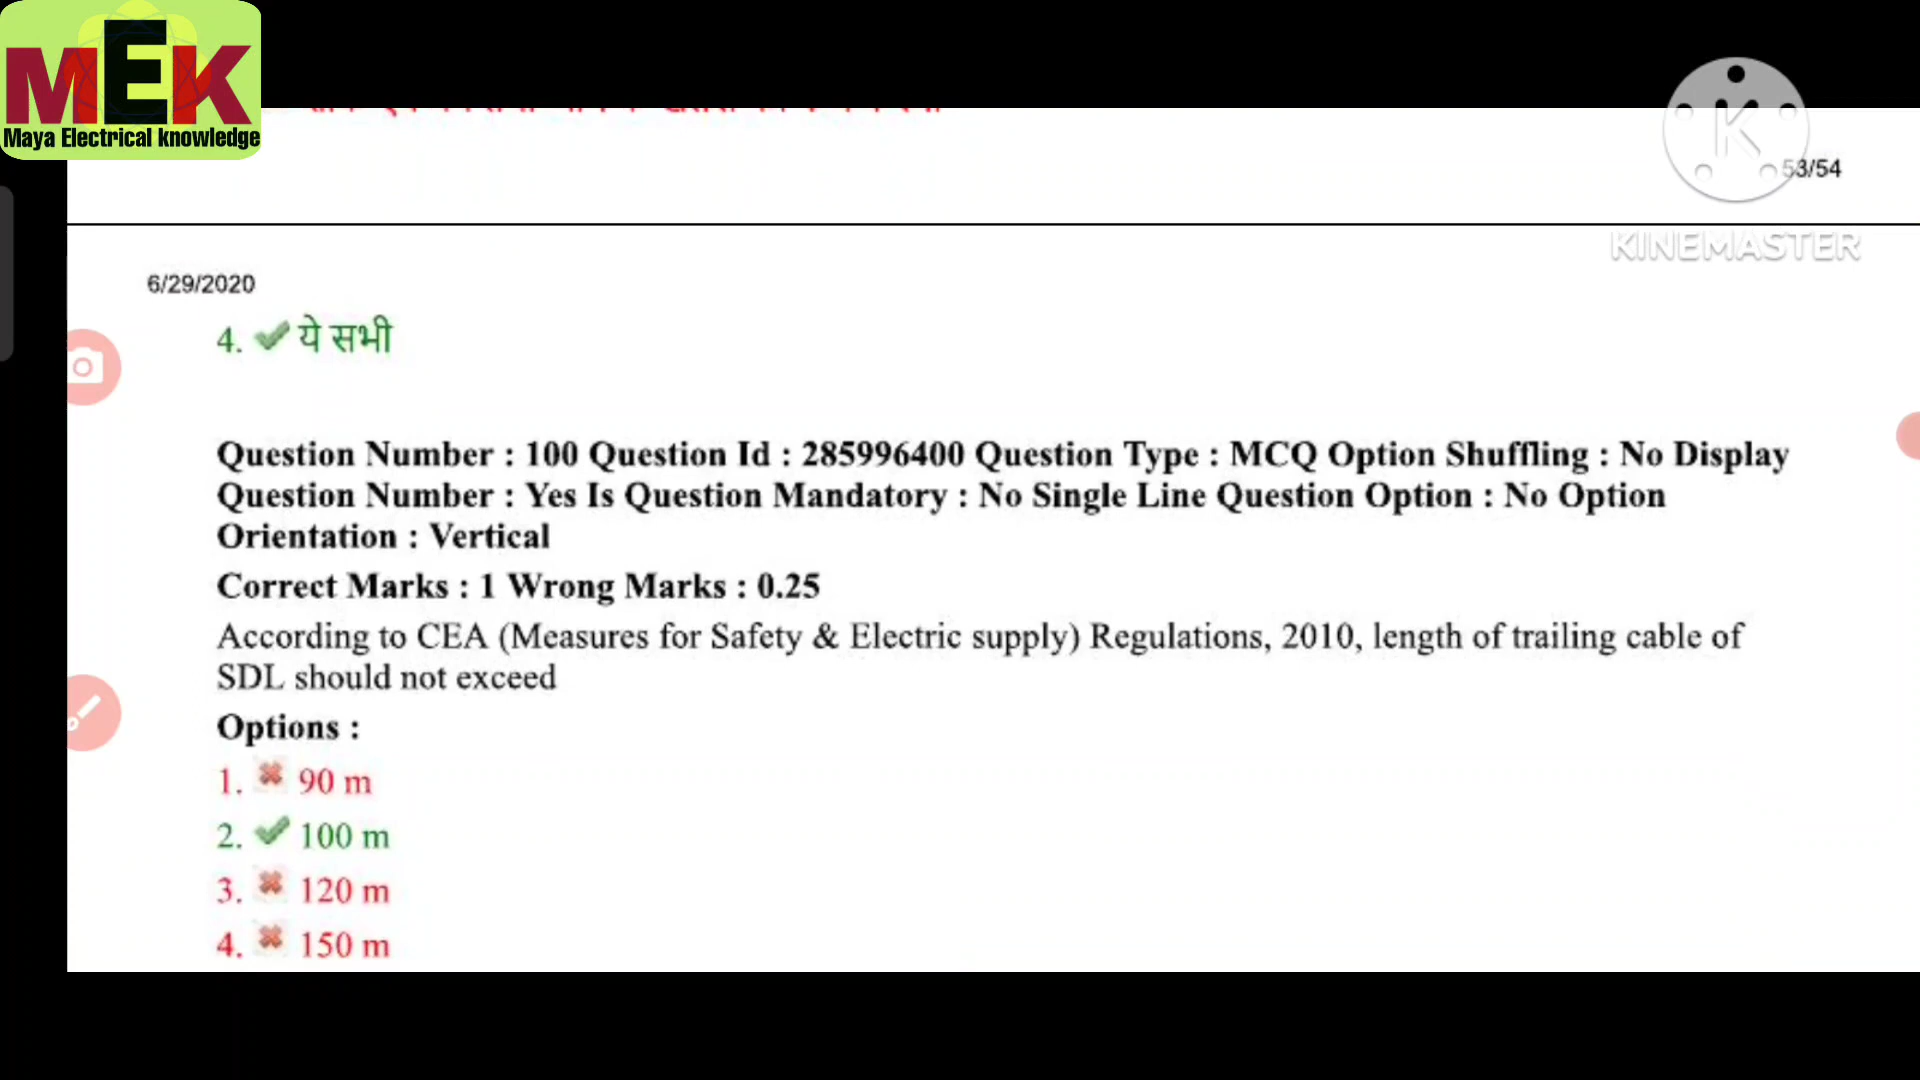 MEK
Maya Electrical knowledge
K
53/54
KINEMASTER
6/29/2020
4. ये सभी
Question Number : 100 Question Id : 285996400 Question Type : MCQ Option Shuffling : No Display
Question Number : Yes Is Question Mandatory : No Single Line Question Option : No Option
Orientation : Vertical
Correct Marks : 1 Wrong Marks : 0.25
According to CEA (Measures for Safety & Electric supply) Regulations, 2010, length of trailing cable of
SDL should not exceed
Options :
1. 90 m
2. 100 m
3. 120 m
4. 150 m